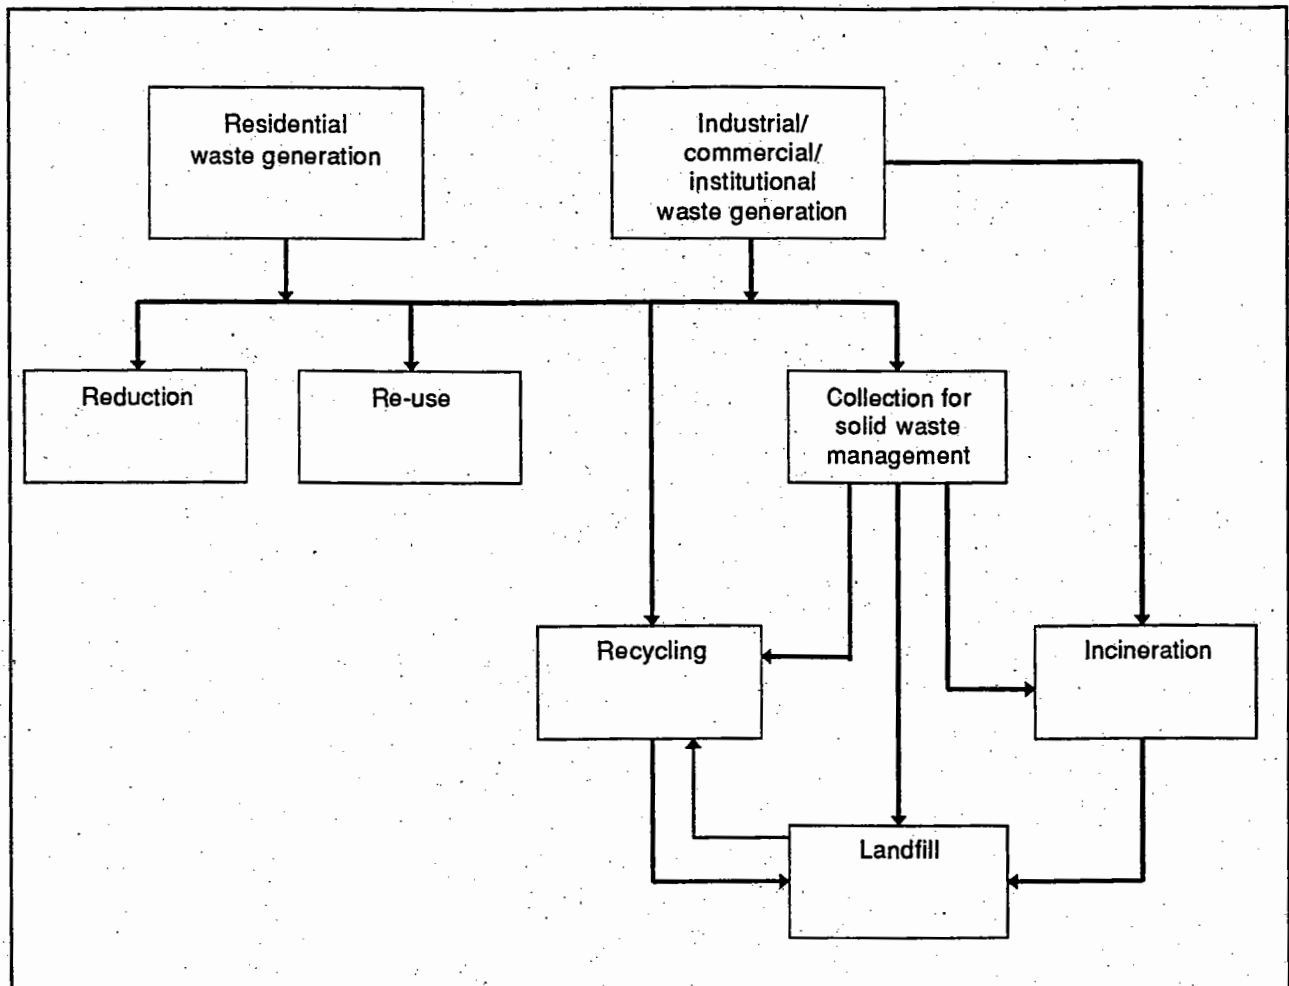 Residential
waste generation
Industrial/
commercial/
institutional
waste generation
Reduction
Re-use
Collection for
solid waste
management
Recycling
Incineration
Landfill